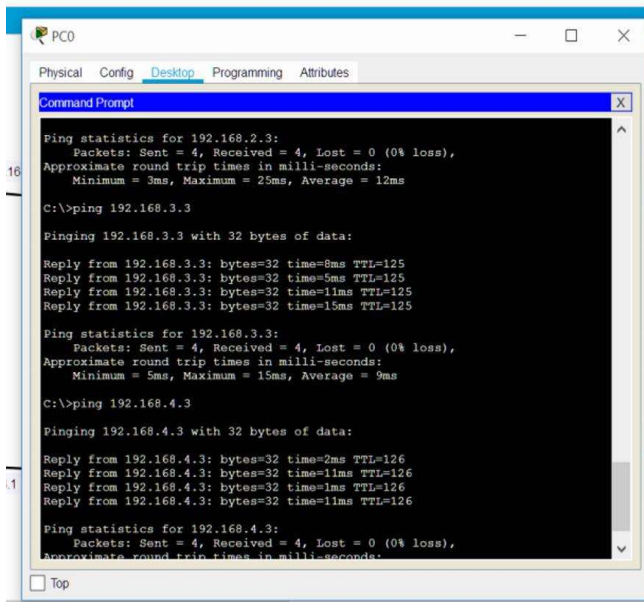 PC0
Physical Config Desktop Programming Attributes
Command Prompt X
Ping statistics for 192.168.2.3:
Packets: Sent = 4, Received = 4, Lost = 0 (0% loss),
Approximate round trip times in milli-seconds:
Minimum = 3ms, Maximum = 25ms, Average = 12ms
C:\>ping 192.168.3.3
Pinging 192.168.3.3 with 32 bytes of data:
Reply from 192.168.3.3: bytes=32 time=8ms TTL=125
Reply from 192.168.3.3: bytes=32 time=5ms TTL=125
Reply from 192.168.3.3: bytes=32 time=11ms TTL=125
Reply from 192.168.3.3: bytes=32 time=15ms TTL=125
Ping statistics for 192.168.3.3:
Packets: Sent = 4, Received = 4, Lost = 0 (0% loss),
Approximate round trip times in milli-seconds:
Minimum = 5ms, Maximum = 15ms, Average = 9ms
C:\>ping 192.168.4.3
Pinging 192.168.4.3 with 32 bytes of data:
Reply from 192.168.4.3: bytes=32 time=2ms TTL=126
Reply from 192.168.4.3: bytes=32 time=11ms TTL=126
Reply from 192.168.4.3: bytes=32 time=1ms TTL=126
Reply from 192.168.4.3: bytes=32 time=11ms TTL=126
Ping statistics for 192.168.4.3:
Packets: Sent = 4, Received = 4, Lost = 0 (0% loss),
Approximate round trip times in milli-seconds:
Top
.16
.1